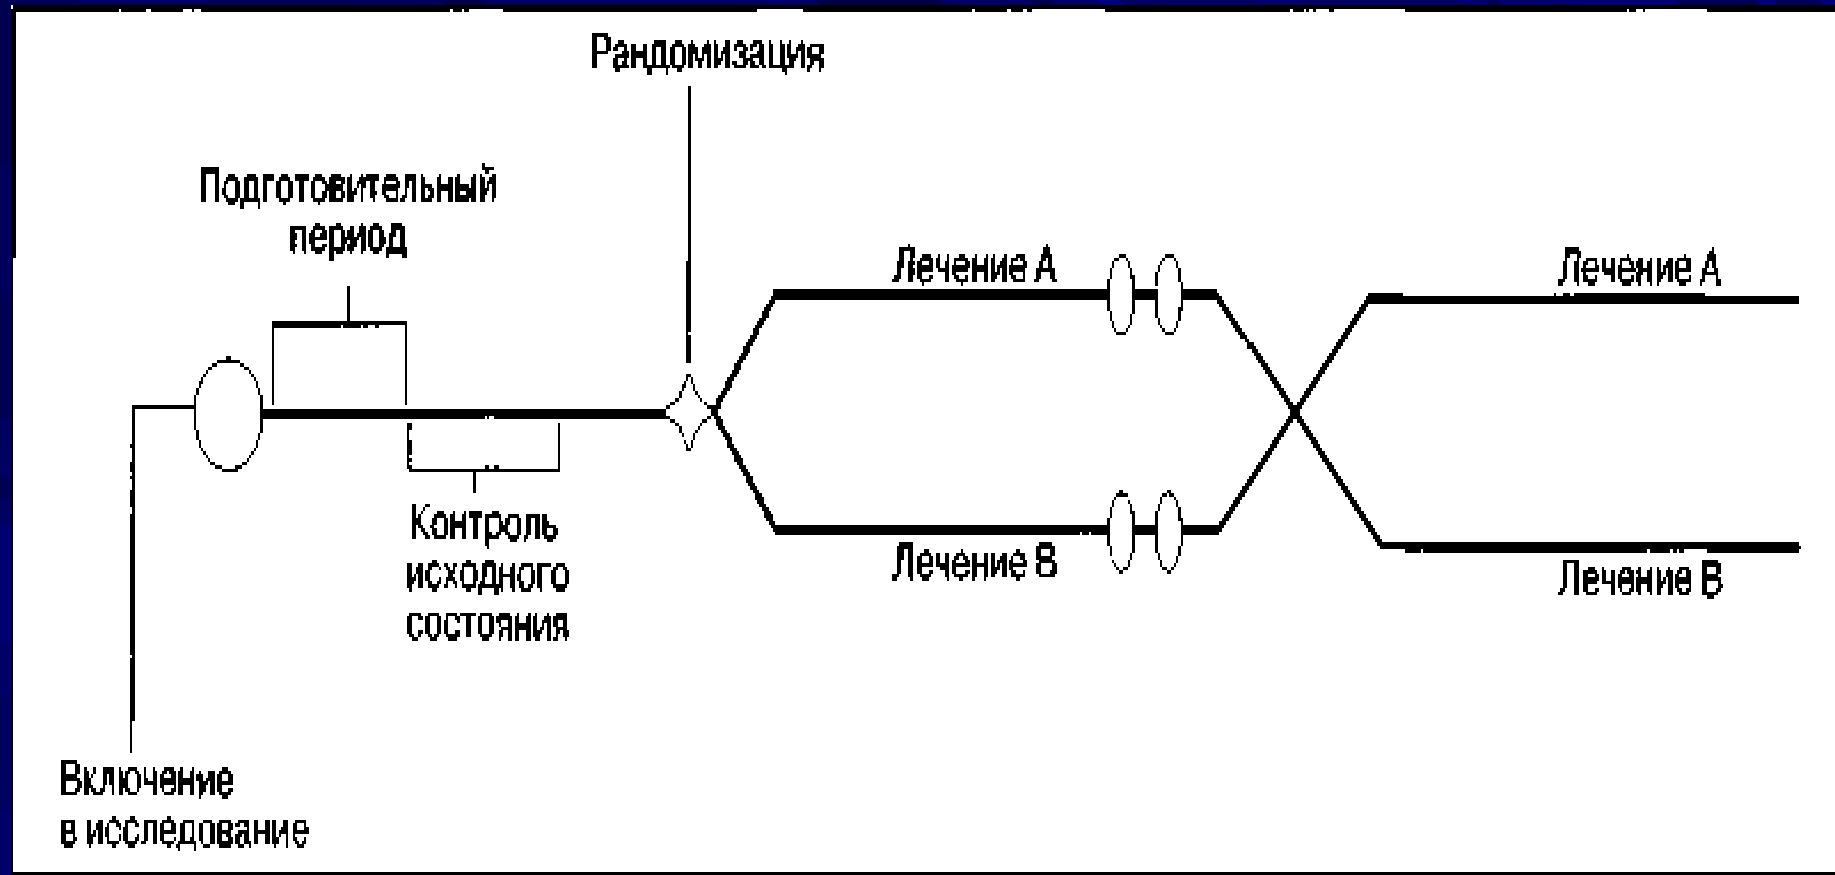 Рандомизация
Подготовительный
период
Лечение А
Лечение А
Контроль
исходного
состояния
Лечение В
Лечение В
Включение
в исследование